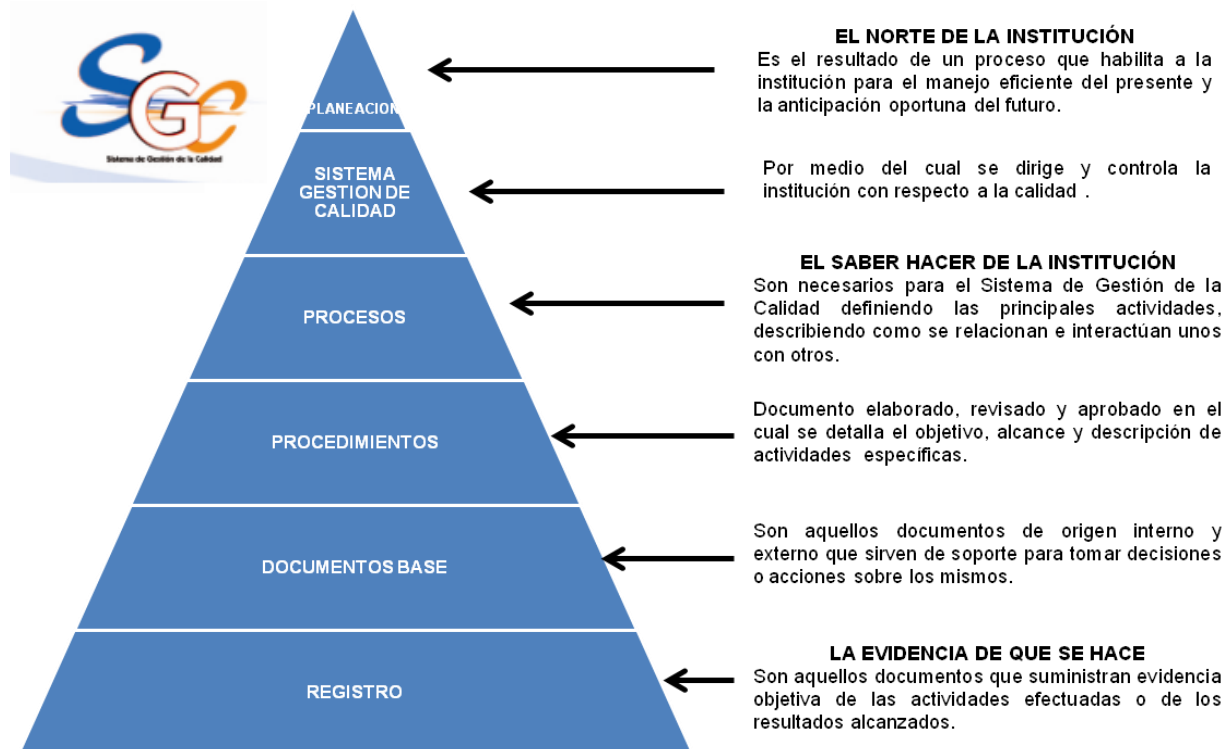 SGC
Sistema de Gestión de la Calidad
PLANEACION
EL NORTE DE LA INSTITUCIÓN
Es el resultado de un proceso que habilita a la
institución para el manejo eficiente del presente y
la anticipación oportuna del futuro.
SISTEMA
GESTION DE
CALIDAD
Por medio del cual se dirige y controla la
institución con respecto a la calidad .
PROCESOS
EL SABER HACER DE LA INSTITUCIÓN
Son necesarios para el Sistema de Gestión de la
Calidad definiendo las principales actividades,
describiendo como se relacionan e interactúan unos
con otros.
PROCEDIMIENTOS
Documento elaborado, revisado y aprobado en el
cual se detalla el objetivo, alcance y descripción de
actividades específicas.
DOCUMENTOS BASE
Son aquellos documentos de origen interno y
externo que sirven de soporte para tomar decisiones
o acciones sobre los mismos.
REGISTRO
LA EVIDENCIA DE QUE SE HACE
Son aquellos documentos que suministran evidencia
objetiva de las actividades efectuadas o de los
resultados alcanzados.